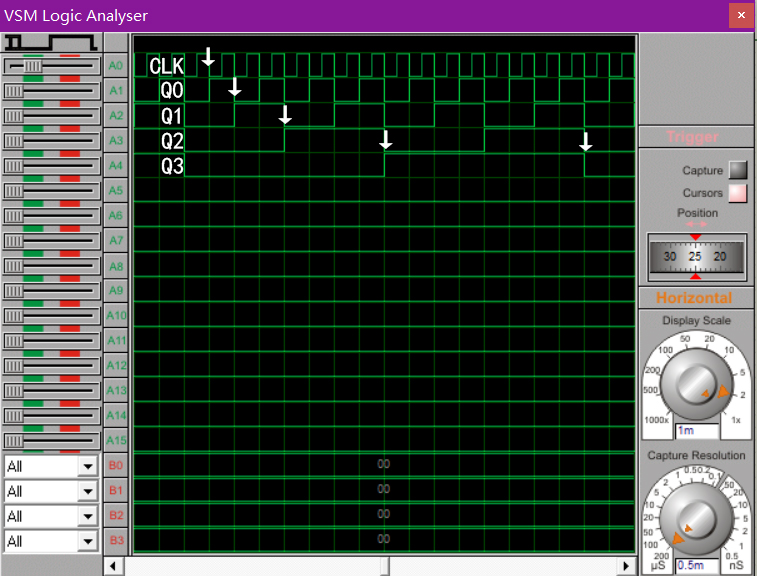 VSM Logic Analyser
A0 CLK
A1 Q0
A2 Q1
A3 Q2
A4 Q3
A5
A6
A7
A8
A9
A10
A11
A12
A13
A14
A15
All B0 00
All B1 00
All B2 00
All B3 00
Trigger
Capture
Cursors
Position
30 25 20
Horizontal
Display Scale
1000x 500 200 100 50 20 10 5 2 1x
1m
Capture Resolution
200 100 50 20 10 5 2 1 0.5 0.2 0.1 50 20 10 5 2 1 0.5
µS 0.5m nS